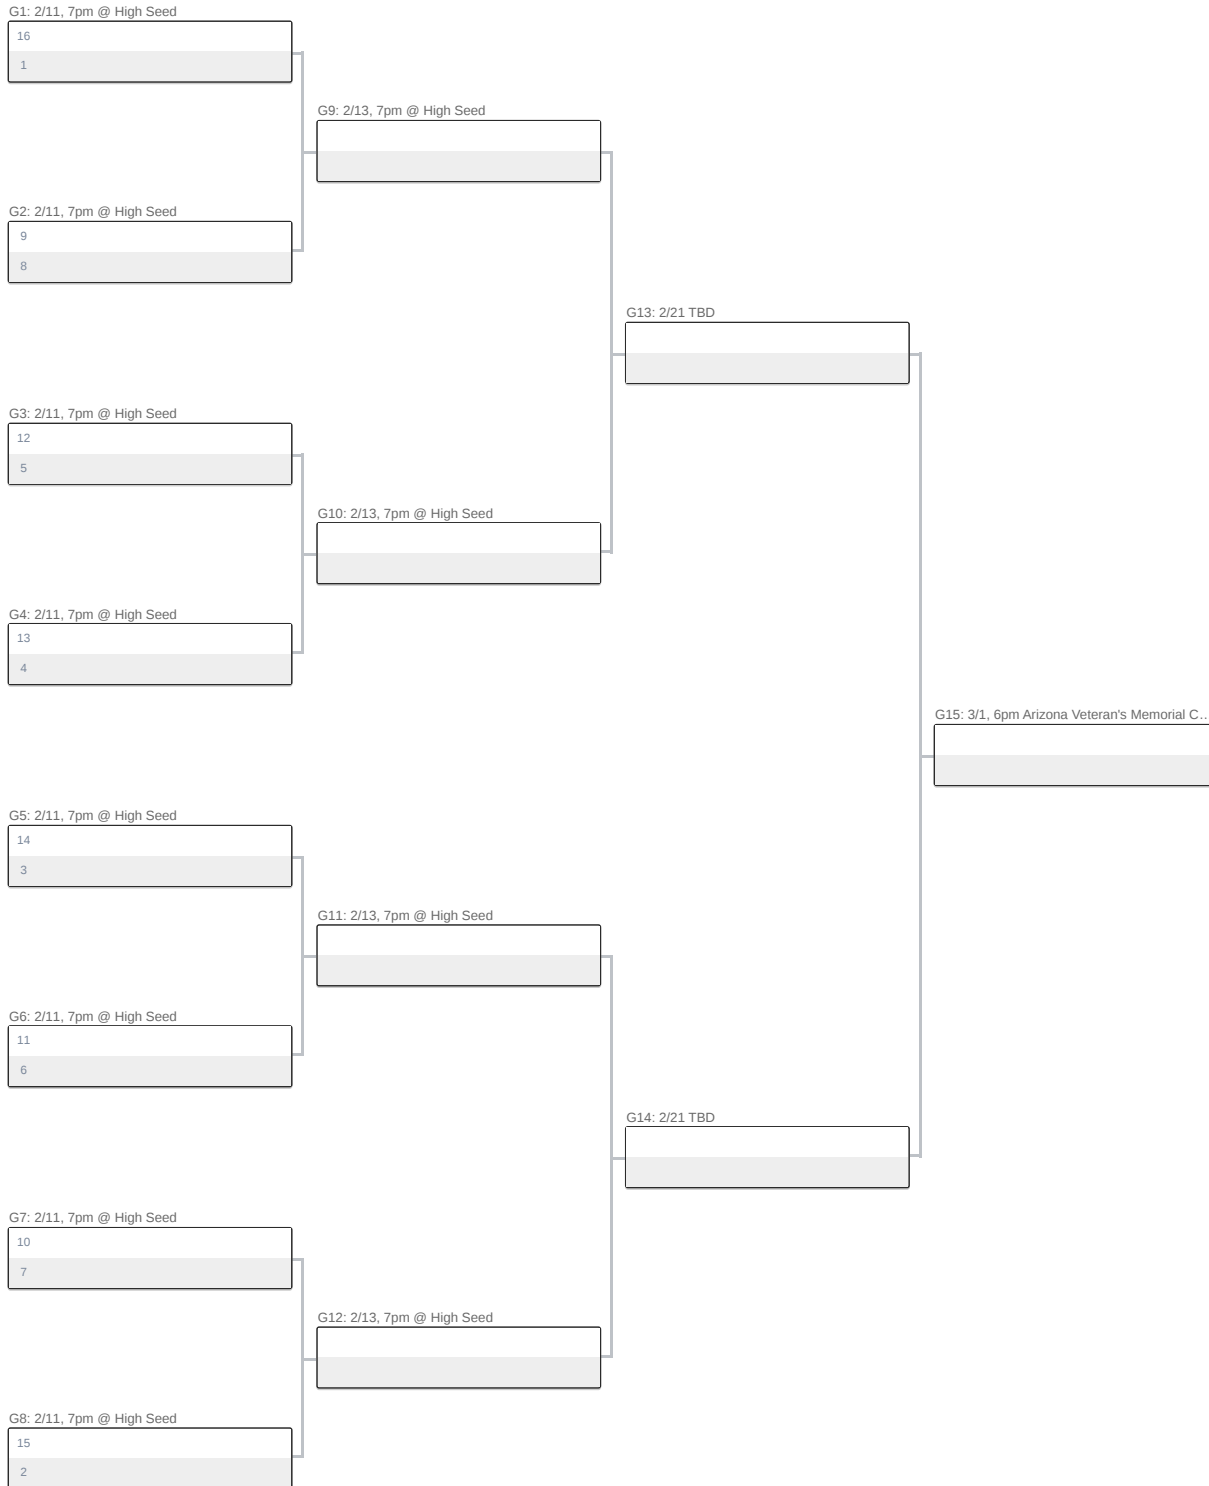 G1: 2/11, 7pm @ High Seed
16
1
G9: 2/13, 7pm @ High Seed
G2: 2/11, 7pm @ High Seed
9
8
G13: 2/21 TBD
G3: 2/11, 7pm @ High Seed
12
5
G10: 2/13, 7pm @ High Seed
G4: 2/11, 7pm @ High Seed
13
4
G15: 3/1, 6pm Arizona Veteran's Memorial C...
G5: 2/11, 7pm @ High Seed
14
3
G11: 2/13, 7pm @ High Seed
G6: 2/11, 7pm @ High Seed
11
6
G14: 2/21 TBD
G7: 2/11, 7pm @ High Seed
10
7
G12: 2/13, 7pm @ High Seed
G8: 2/11, 7pm @ High Seed
15
2